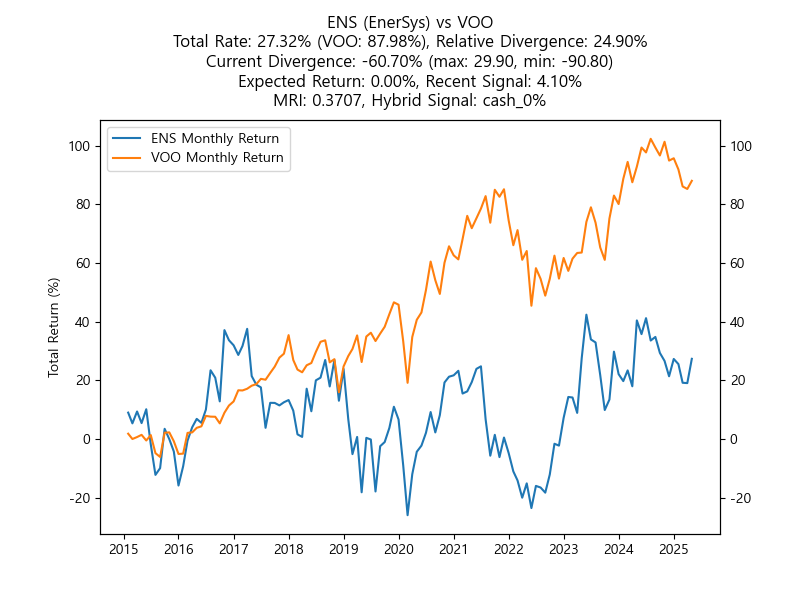 ENS (EnerSys) vs VOO
Total Rate: 27.32% (VOO: 87.98%), Relative Divergence: 24.90%
Current Divergence: -60.70% (max: 29.90, min: -90.80)
Expected Return: 0.00%, Recent Signal: 4.10%
MRI: 0.3707, Hybrid Signal: cash_0%
ENS Monthly Return
VOO Monthly Return
Total Return (%)
100
80
60
40
20
0
-20
100
80
60
40
20
0
-20
2015 2016 2017 2018 2019 2020 2021 2022 2023 2024 2025